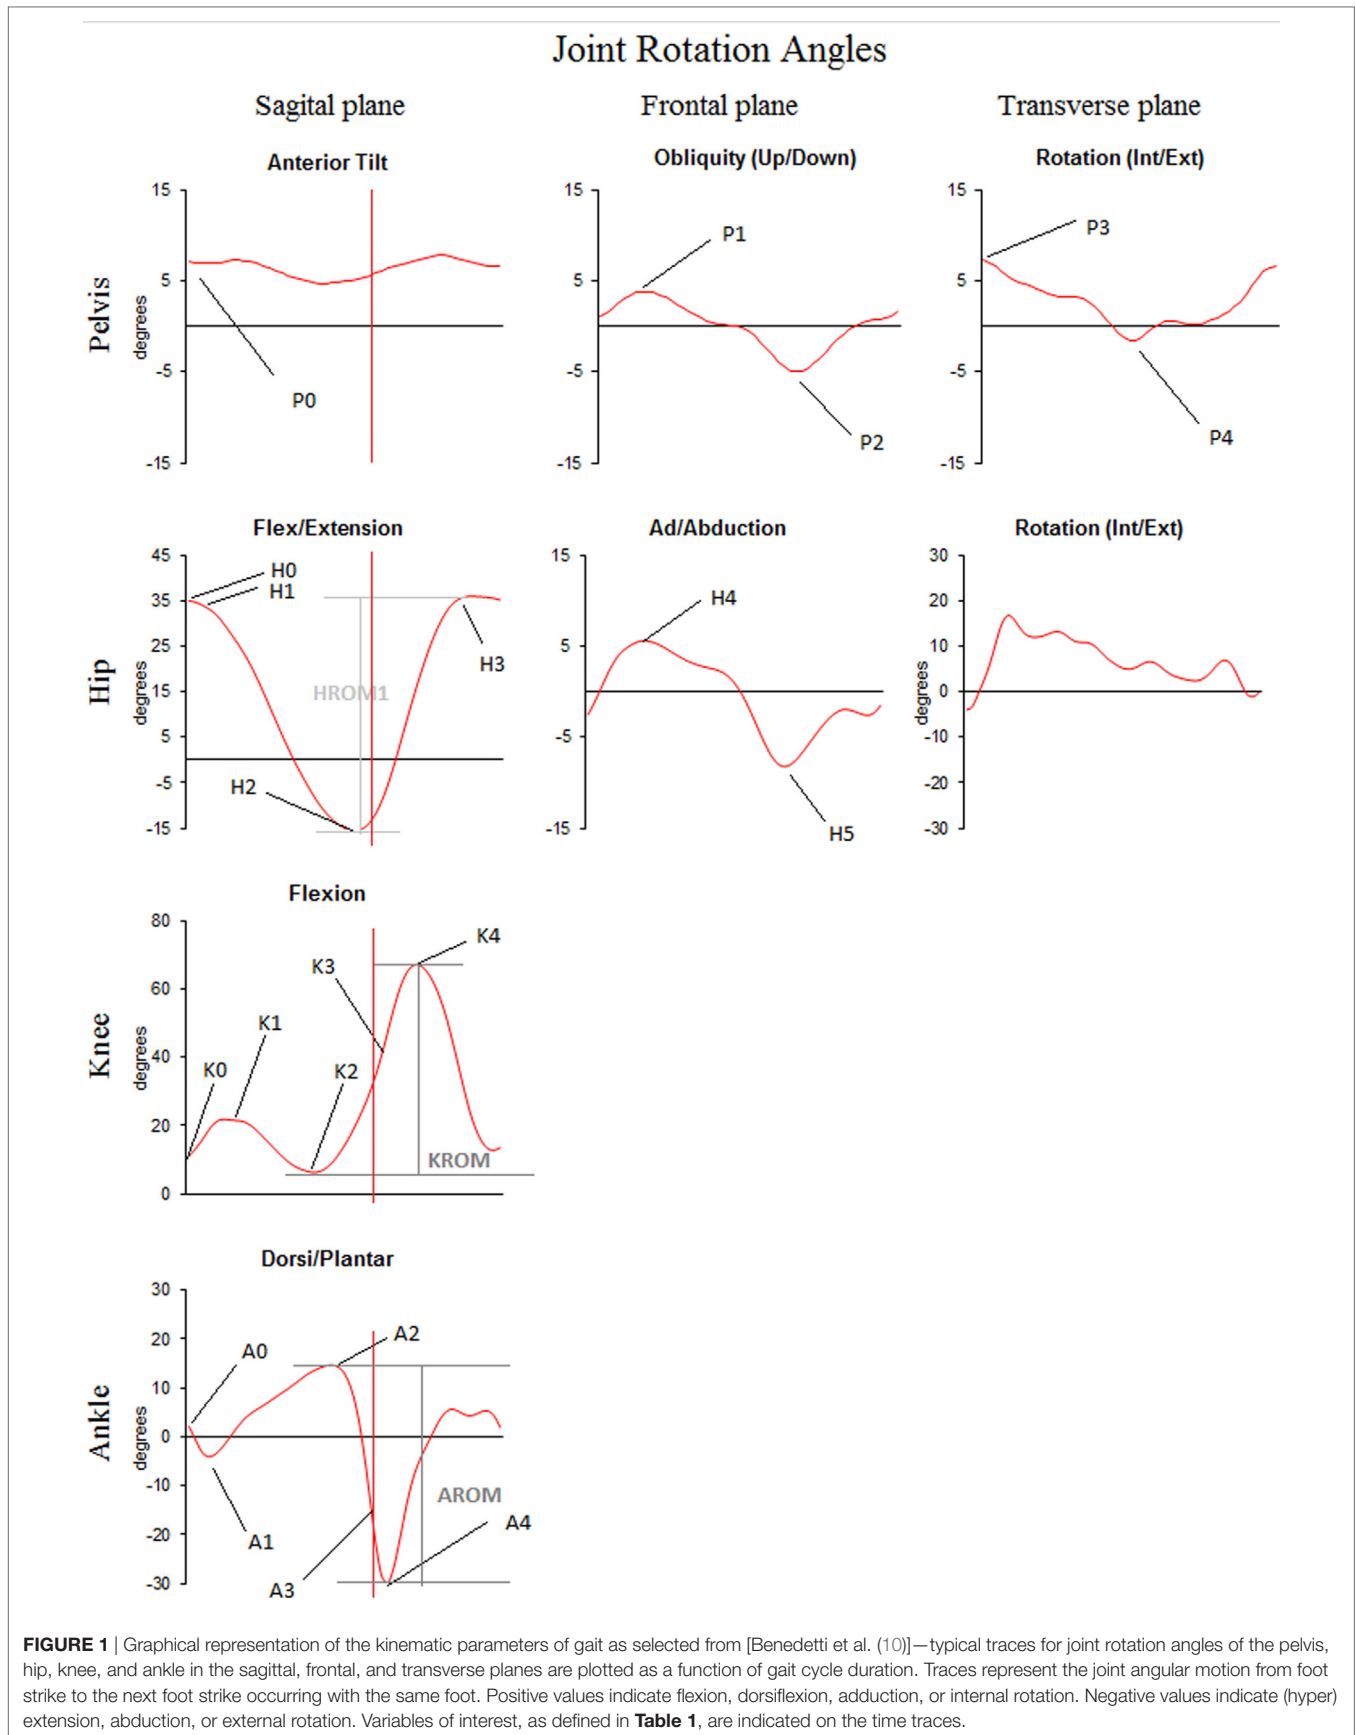 Joint Rotation Angles
Sagital plane
Frontal plane
Transverse plane
Pelvis
Anterior Tilt
degrees
15
5
-5
-15
P0
Obliquity (Up/Down)
15
5
-5
-15
P1
P2
Rotation (Int/Ext)
15
5
-5
-15
P3
P4
Hip
Flex/Extension
degrees
45
35
25
15
5
-5
-15
H0
H1
HROM1
H2
H3
Ad/Abduction
15
5
-5
-15
H4
H5
Rotation (Int/Ext)
degrees
30
20
10
0
-10
-20
-30
Knee
Flexion
degrees
80
60
40
20
0
K0
K1
K2
K3
K4
KROM
Ankle
Dorsi/Plantar
degrees
30
20
10
0
-10
-20
-30
A0
A1
A2
A3
A4
AROM
FIGURE 1 | Graphical representation of the kinematic parameters of gait as selected from [Benedetti et al. (10)]—typical traces for joint rotation angles of the pelvis,
hip, knee, and ankle in the sagittal, frontal, and transverse planes are plotted as a function of gait cycle duration. Traces represent the joint angular motion from foot
strike to the next foot strike occurring with the same foot. Positive values indicate flexion, dorsiflexion, adduction, or internal rotation. Negative values indicate (hyper)
extension, abduction, or external rotation. Variables of interest, as defined in Table 1, are indicated on the time traces.